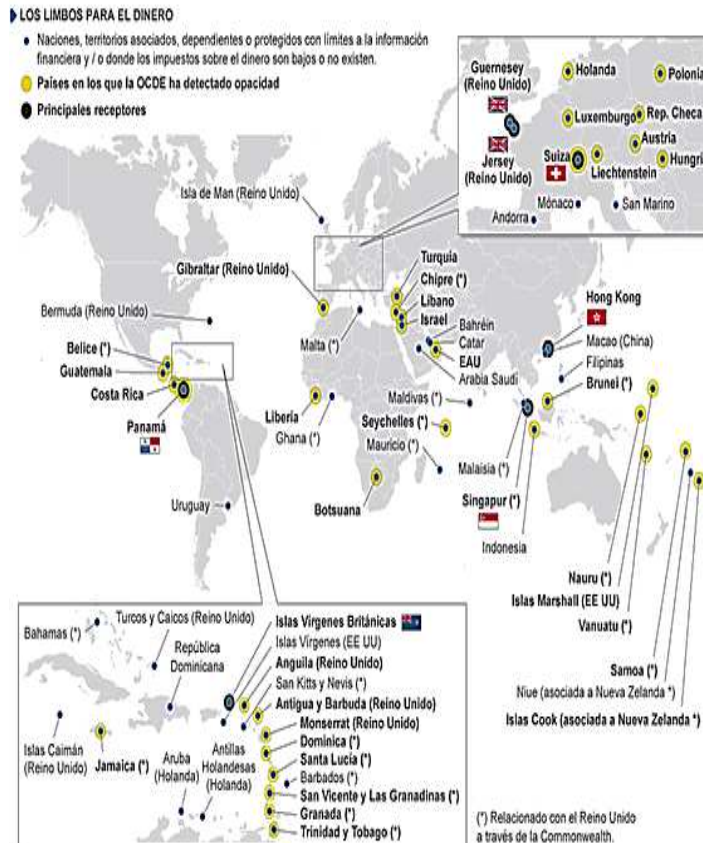 LOS LIMBOS PARA EL DINERO
Naciones, territorios asociados, dependientes o protegidos con límites a la información
financiera y / o donde los impuestos sobre el dinero son bajos o no existen.
Países en los que la OCDE ha detectado opacidad
Principales receptores
Guernesey
(Reino Unido)
Jersey
(Reino Unido)
Holanda
Polonia
Luxemburgo
Rep. Checa
Austria
Suiza
Hungri
Liechtenstein
Mónaco
San Marino
Andorra
Isla de Man (Reino Unido)
Gibraltar (Reino Unido)
Turquía
Chipre (*)
Líbano
Israel
Bermuda (Reino Unido)
Malta (*)
Bahréin
Catar
EAU
Arabia Saudi
Hong Kong
Macao (China)
Filipinas
Brunei (*)
Belice (*)
Guatemala
Costa Rica
Panamá
Liberia
Ghana (*)
Maldivas (*)
Seychelles (*)
Mauricio (*)
Malaisia (*)
Singapur (*)
Indonesia
Botsuana
Uruguay
Nauru (*)
Islas Marshall (EE UU)
Vanuatu (*)
Samoa (*)
Niue (asociada a Nueva Zelanda *)
Islas Cook (asociada a Nueva Zelanda *)
Bahamas (*)
Turcos y Caicos (Reino Unido)
República
Dominicana
Islas Caimán
(Reino Unido)
Jamaica (*)
Aruba
(Holanda)
Antillas
Holandesas
(Holanda)
Islas Vírgenes Británicas
Islas Vírgenes (EE UU)
Anguila (Reino Unido)
San Kitts y Nevis (*)
Antigua y Barbuda (Reino Unido)
Monserrat (Reino Unido)
Dominica (*)
Santa Lucía (*)
Barbados (*)
San Vicente y Las Granadinas (*)
Granada (*)
Trinidad y Tobago (*)
(*) Relacionado con el Reino Unido
a través de la Commonwealth.